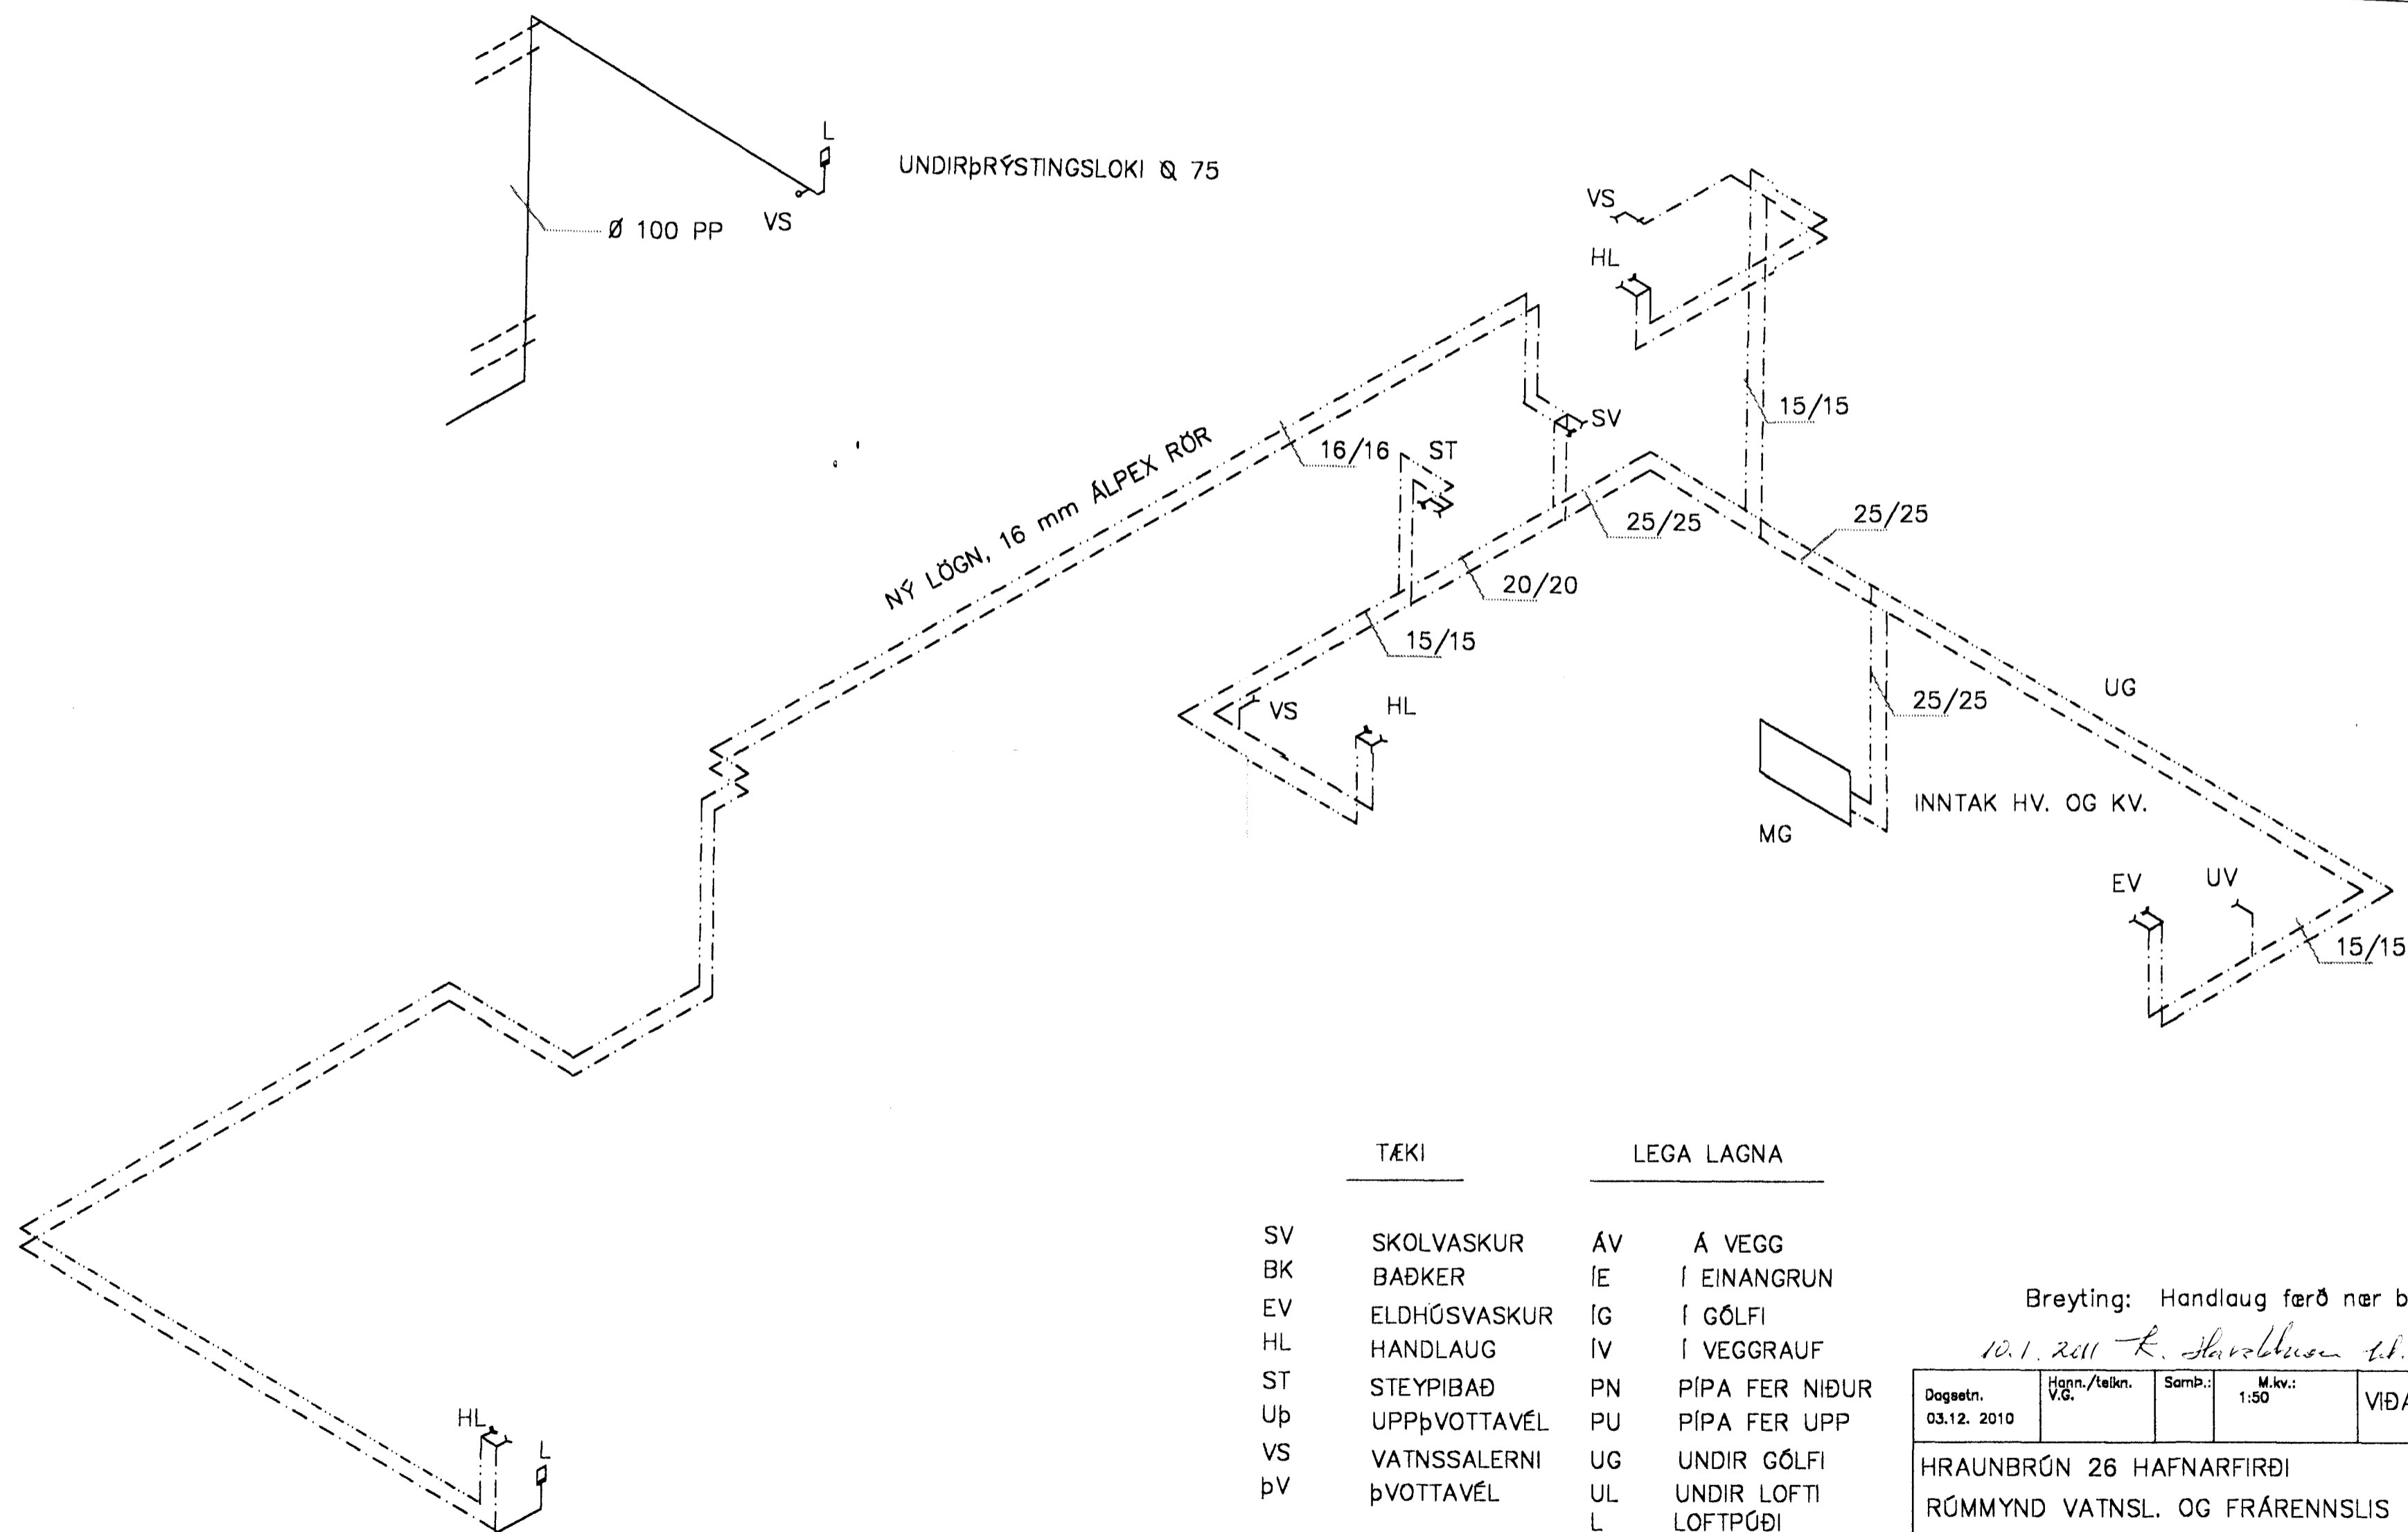 L
UNDIRÞRÝSTINGSLOKI Ø 75
VS
Ø 100 PP
VS
HL
15/15
SV
16/16
ST
NÝ LÖGN, 16 mm ÁLPEX RÖR
25/25
25/25
20/20
15/15
VS
HL
25/25
UG
INNTAK HV. OG KV.
MG
EV
UV
15/15
HL
L
TÆKI
SV SKOLVASKUR
BK BAÐKER
EV ELDHÚSVASKUR
HL HANDLAUG
ST STEYPIBAÐ
UÞ UPPÞVOTTAVÉL
VS VATNSSALERNI
ÞV ÞVOTTAVÉL
LEGA LAGNA
ÁV Á VEGG
ÍE Í EINANGRUN
ÍG Í GÓLFI
ÍV Í VEGGRAUF
PN PÍPA FER NIÐUR
PU PÍPA FER UPP
UG UNDIR GÓLFI
UL UNDIR LOFTI
L LOFTPÚÐI
Breyting: Handlaug færð nær b
10.1. 2011
Dagsetn. 03.12. 2010
Hann./teikn. V.G.
Samþ.:
M.kv.: 1:50
VIÐA
HRAUNBRÚN 26 HAFNARFIRÐI
RÚMMYND VATNSL. OG FRÁRENNSLIS